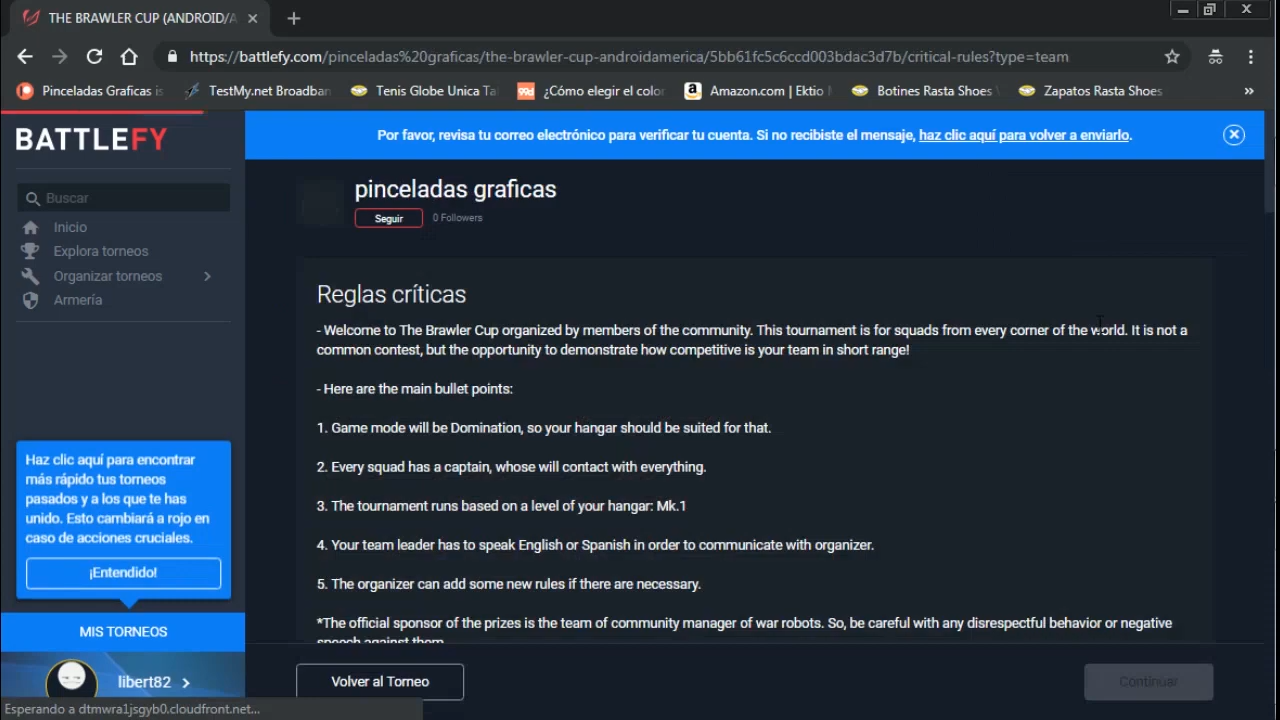 THE BRAWLER CUP (ANDROID/A
https://battlefy.com/pinceladas%20graficas/the-brawler-cup-androidamerica/5bb61fc5c6ccd003bdac3d7b/critical-rules?type=team
Pinceladas Graficas is
TestMy.net Broadban
Tenis Globe Unica Ta
99d
¿Cómo elegir el color
Amazon.com | Ektio
Botines Rasta Shoes
Zapatos Rasta Shoes
BATTLEFY
Por favor, revisa tu correo electrónico para verificar tu cuenta. Si no recibiste el mensaje, haz clic aquí para volver a enviarlo.
Buscar
Inicio
Explora torneos
Organizar torneos
Armería
pinceladas graficas
Seguir
0 Followers
Reglas críticas
- Welcome to The Brawler Cup organized by members of the community. This tournament is for squads from every corner of the world. It is not a
common contest, but the opportunity to demonstrate how competitive is your team in short range!
- Here are the main bullet points:
1. Game mode will be Domination, so your hangar should be suited for that.
2. Every squad has a captain, whose will contact with everything.
3. The tournament runs based on a level of your hangar: Mk.1
4. Your team leader has to speak English or Spanish in order to communicate with organizer.
5. The organizer can add some new rules if there are necessary.
*The official sponsor of the prizes is the team of community manager of war robots. So, be careful with any disrespectful behavior or negative
speech against them
Haz clic aquí para encontrar
más rápido tus torneos
pasados y a los que te has
unido. Esto cambiará a rojo en
caso de acciones cruciales.
¡Entendido!
MIS TORNEOS
libert82
Volver al Torneo
Continuar
Esperando a dtmwra1jsgyb0.cloudfront.net...